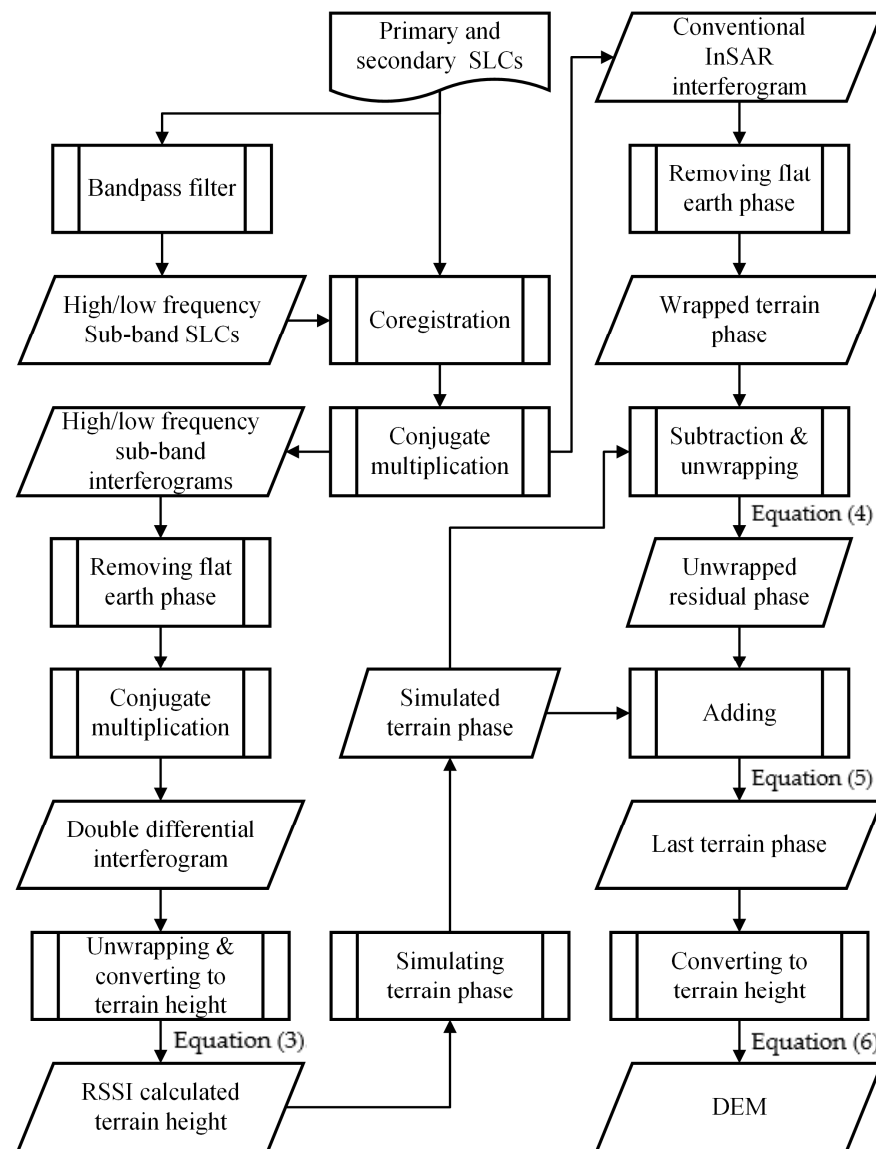 Primary and
secondary SLCs
Conventional
InSAR
interferogram
Bandpass filter
Removing flat
earth phase
High/low frequency
Sub-band SLCs
Coregistration
Wrapped terrain
phase
High/low frequency
sub-band
interferograms
Conjugate
multiplication
Subtraction &
unwrapping
Equation (4)
Removing flat
earth phase
Unwrapped
residual phase
Conjugate
multiplication
Simulated
terrain phase
Adding
Equation (5)
Double differential
interferogram
Last terrain phase
Unwrapping &
converting to
terrain height
Simulating
terrain phase
Converting to
terrain height
Equation (3)
Equation (6)
RSSI calculated
terrain height
DEM